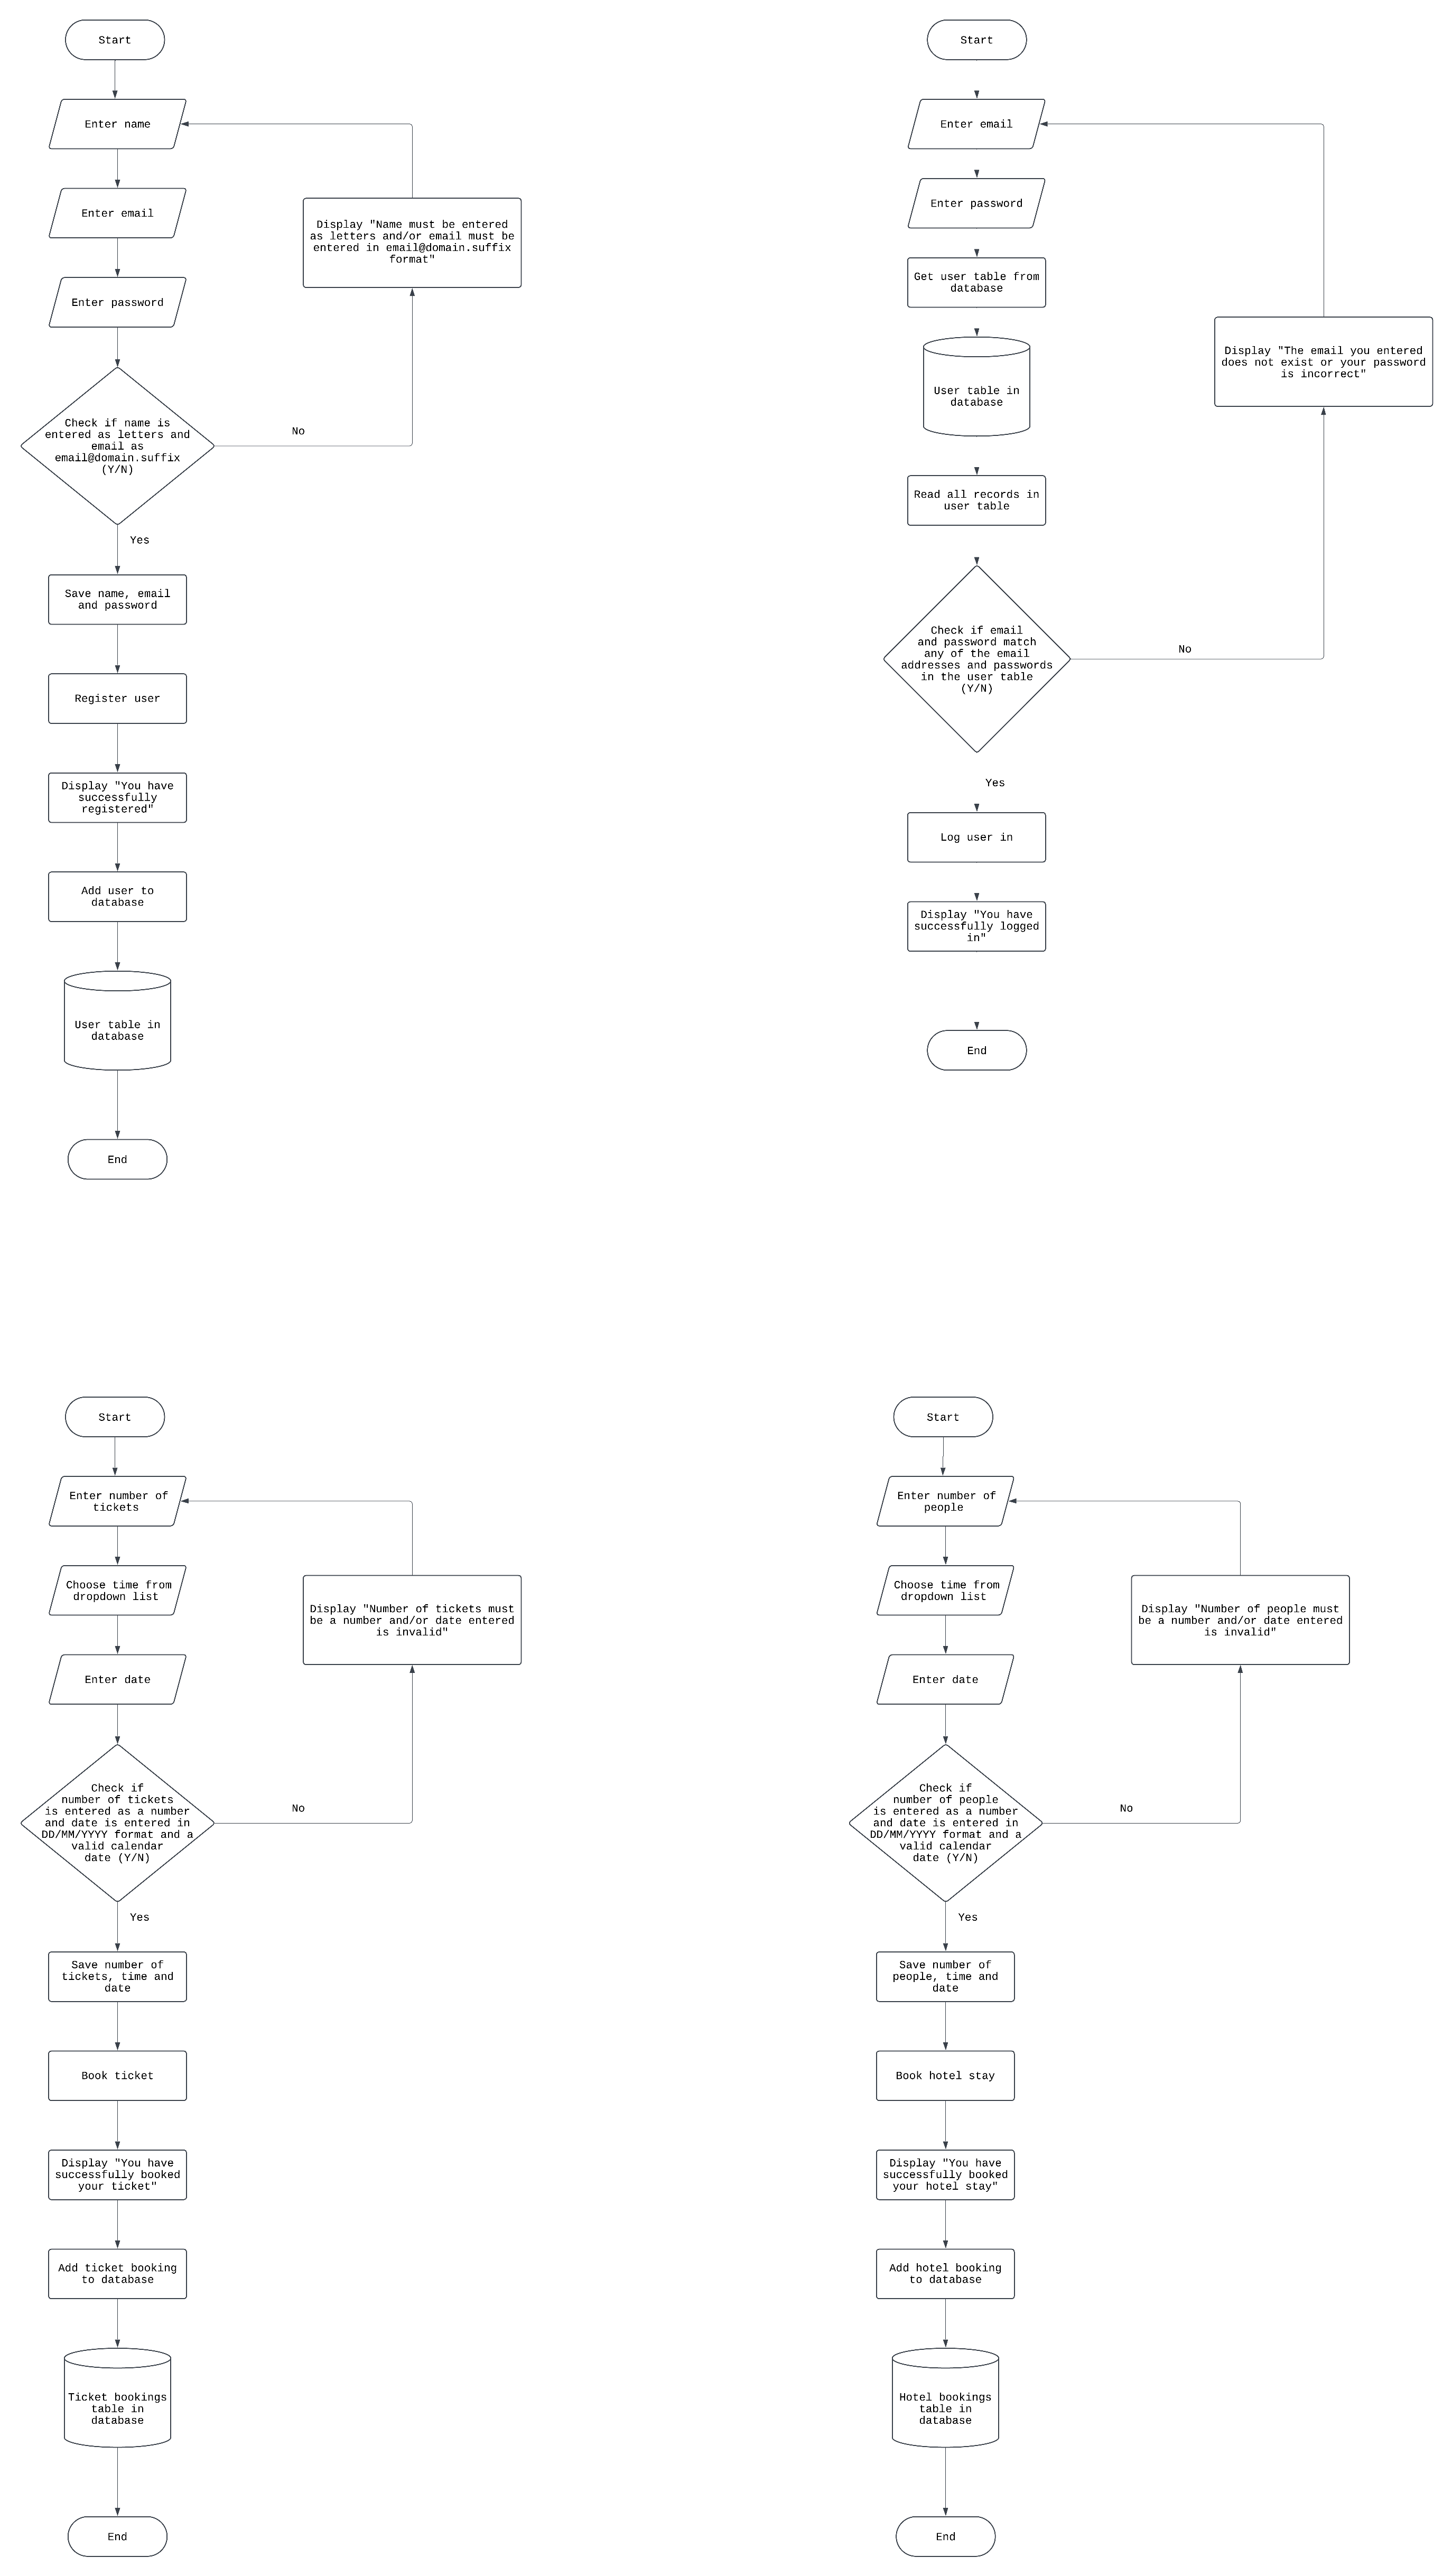 Start
Enter name
Enter email
Enter password
Check if name is
entered as letters and
email as
email@domain.suffix
(Y/N)
No
Display "Name must be entered
as letters and/or email must be
entered in email@domain.suffix
format"
Yes
Save name, email
and password
Register user
Display "You have
successfully
registered"
Add user to
database
User table in
database
End
Start
Enter email
Enter password
Get user table from
database
User table in
database
Read all records in
user table
Check if email
and password match
any of the email
addresses and passwords
in the user table
(Y/N)
No
Display "The email you entered
does not exist or your password
is incorrect"
Yes
Log user in
Display "You have
successfully logged
in"
End
Start
Enter number of
tickets
Choose time from
dropdown list
Enter date
Check if
number of tickets
is entered as a number
and date is entered in
DD/MM/YYYY format and a
valid calendar
date (Y/N)
No
Display "Number of tickets must
be a number and/or date entered
is invalid"
Yes
Save number of
tickets, time and
date
Book ticket
Display "You have
successfully booked
your ticket"
Add ticket booking
to database
Ticket bookings
table in
database
End
Start
Enter number of
people
Choose time from
dropdown list
Enter date
Check if
number of people
is entered as a number
and date is entered in
DD/MM/YYYY format and a
valid calendar
date (Y/N)
No
Display "Number of people must
be a number and/or date entered
is invalid"
Yes
Save number of
people, time and
date
Book hotel stay
Display "You have
successfully booked
your hotel stay"
Add hotel booking
to database
Hotel bookings
table in
database
End